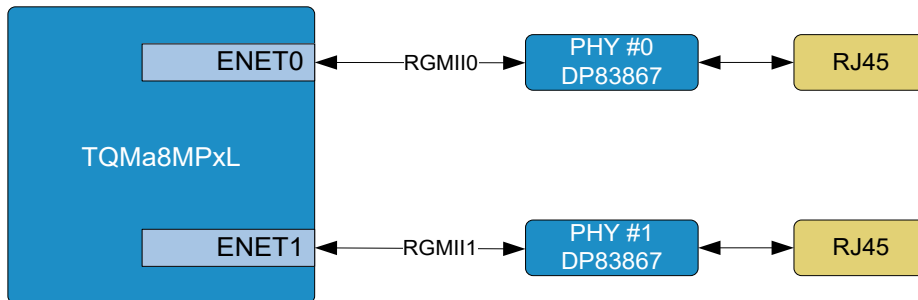 ENET0
RGMII0
PHY #0
DP83867
RJ45
TQMa8MPxL
ENET1
RGMII1
PHY #1
DP83867
RJ45